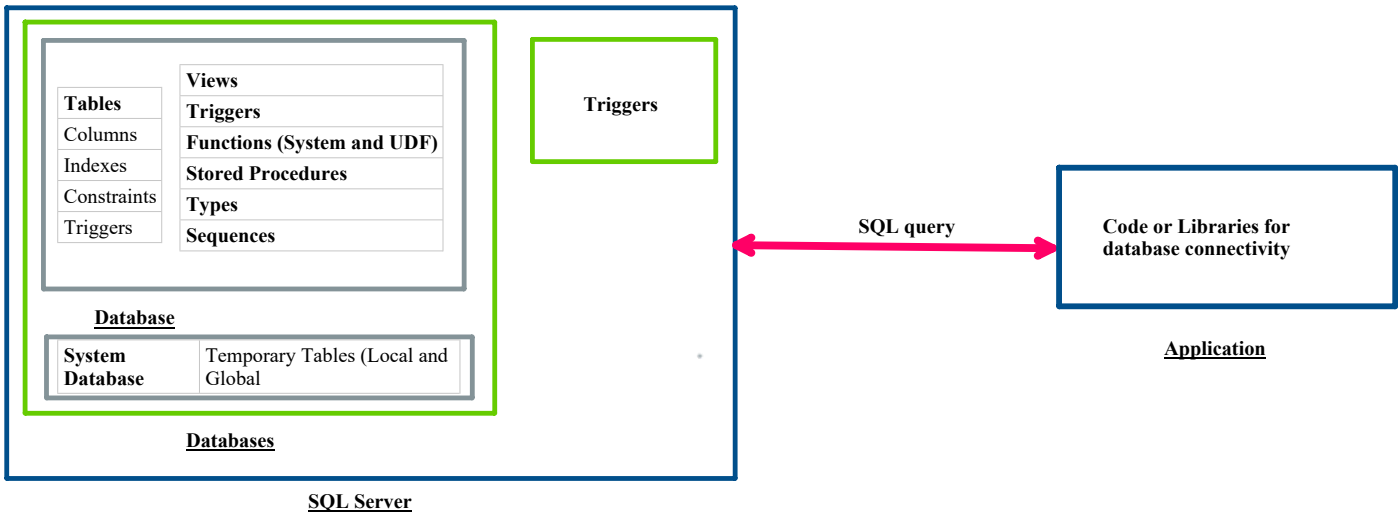 Tables
Columns
Indexes
Constraints
Triggers
Views
Triggers
Functions (System and UDF)
Stored Procedures
Types
Sequences
Database
System
Database
Temporary Tables (Local and
Global
Databases
Triggers
SQL Server
SQL query
Code or Libraries for
database connectivity
Application